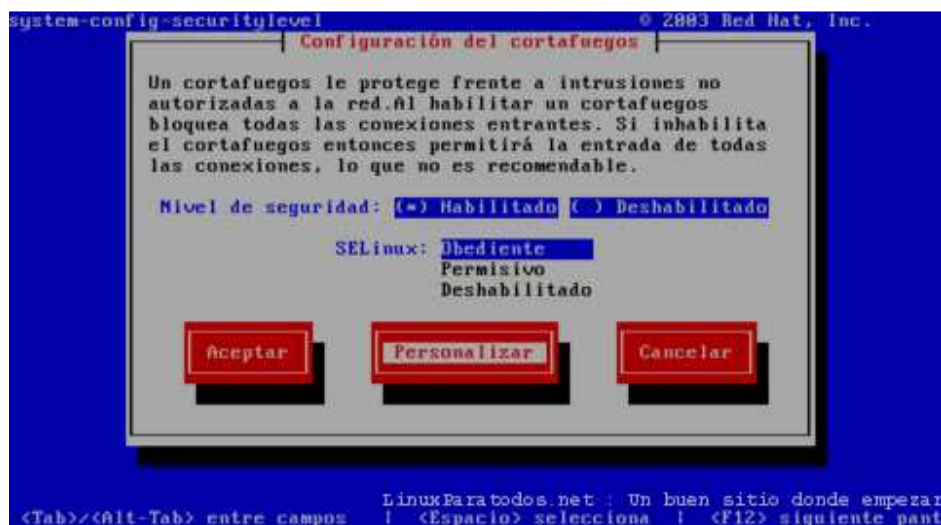 system-config-securitylevel © 2003 Red Hat, Inc.
Configuración del cortafuegos
Un cortafuegos le protege frente a intrusiones no
autorizadas a la red.Al habilitar un cortafuegos
bloquea todas las conexiones entrantes. Si inhabilita
el cortafuegos entonces permitirá la entrada de todas
las conexiones, lo que no es recomendable.
Nivel de seguridad: (*) Habilitado ( ) Deshabilitado
SELinux: Obediente
Permisivo
Deshabilitado
Aceptar Personalizar Cancelar
LinuxParatodos.net : Un buen sitio donde empezar
<Tab>/<Alt-Tab> entre campos | <Espacio> selecciona | <F12> siguiente pant